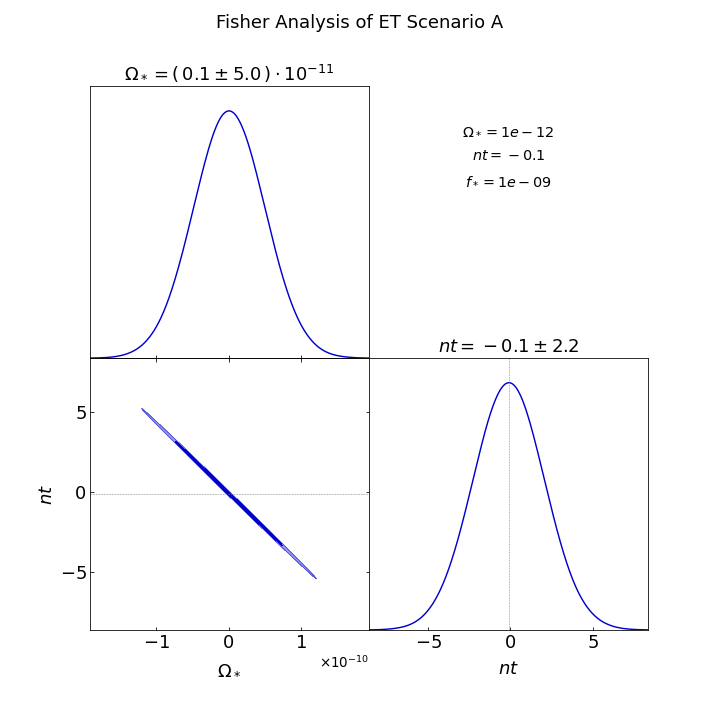 Fisher Analysis of ET Scenario A
Ω* = ( 0.1 ± 5.0 ) · 10⁻¹¹
Ω* = 1e − 12
nt = −0.1
f* = 1e − 09
nt = − 0.1 ± 2.2
5
0
−5
nt
−1 0 1
×10⁻¹⁰
Ω*
−5 0 5
nt